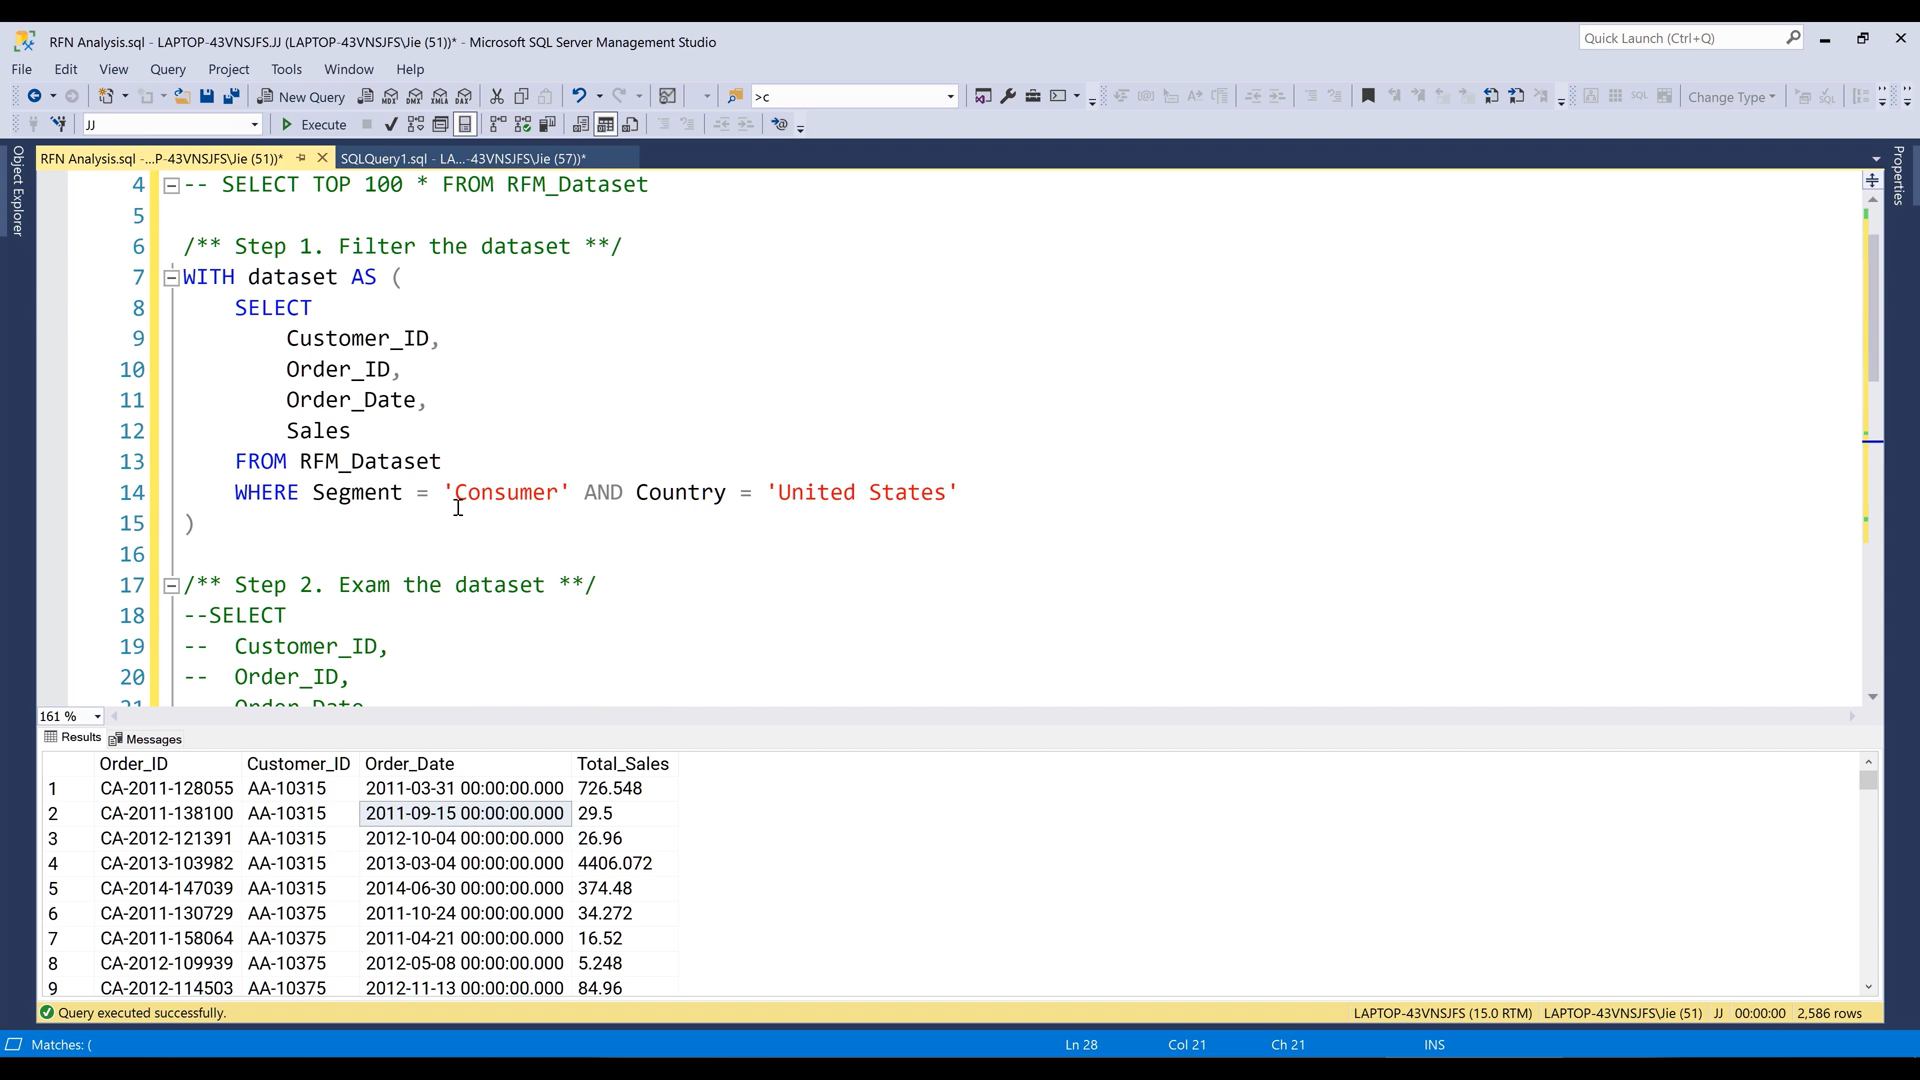 RFN Analysis.sql - LAPTOP-43VNSJFS.JJ (LAPTOP-43VNSJFS\Jie (51))* - Microsoft SQL Server Management Studio
Quick Launch (Ctrl+Q)
File Edit View Query Project Tools Window Help
New Query MDX DMX XMLA DAX >c SQL Change Type
JJ Execute
RFN Analysis.sql -...P-43VNSJFS\Jie (51))* SQLQuery1.sql - LA...-43VNSJFS\Jie (57))*
Object Explorer
Properties
4 -- SELECT TOP 100 * FROM RFM_Dataset
5
6 /** Step 1. Filter the dataset **/
7 WITH dataset AS (
8 SELECT
9 Customer_ID,
10 Order_ID,
11 Order_Date,
12 Sales
13 FROM RFM_Dataset
14 WHERE Segment = 'Consumer' AND Country = 'United States'
15 )
16
17 /** Step 2. Exam the dataset **/
18 --SELECT
19 -- Customer_ID,
20 -- Order_ID,
21 Order_Date
161 %
Results Messages
Order_ID Customer_ID Order_Date Total_Sales
1 CA-2011-128055 AA-10315 2011-03-31 00:00:00.000 726.548
2 CA-2011-138100 AA-10315 2011-09-15 00:00:00.000 29.5
3 CA-2012-121391 AA-10315 2012-10-04 00:00:00.000 26.96
4 CA-2013-103982 AA-10315 2013-03-04 00:00:00.000 4406.072
5 CA-2014-147039 AA-10315 2014-06-30 00:00:00.000 374.48
6 CA-2011-130729 AA-10375 2011-10-24 00:00:00.000 34.272
7 CA-2011-158064 AA-10375 2011-04-21 00:00:00.000 16.52
8 CA-2012-109939 AA-10375 2012-05-08 00:00:00.000 5.248
9 CA-2012-114503 AA-10375 2012-11-13 00:00:00.000 84.96
Query executed successfully. LAPTOP-43VNSJFS (15.0 RTM) LAPTOP-43VNSJFS\Jie (51) JJ 00:00:00 2,586 rows
Matches: ( Ln 28 Col 21 Ch 21 INS